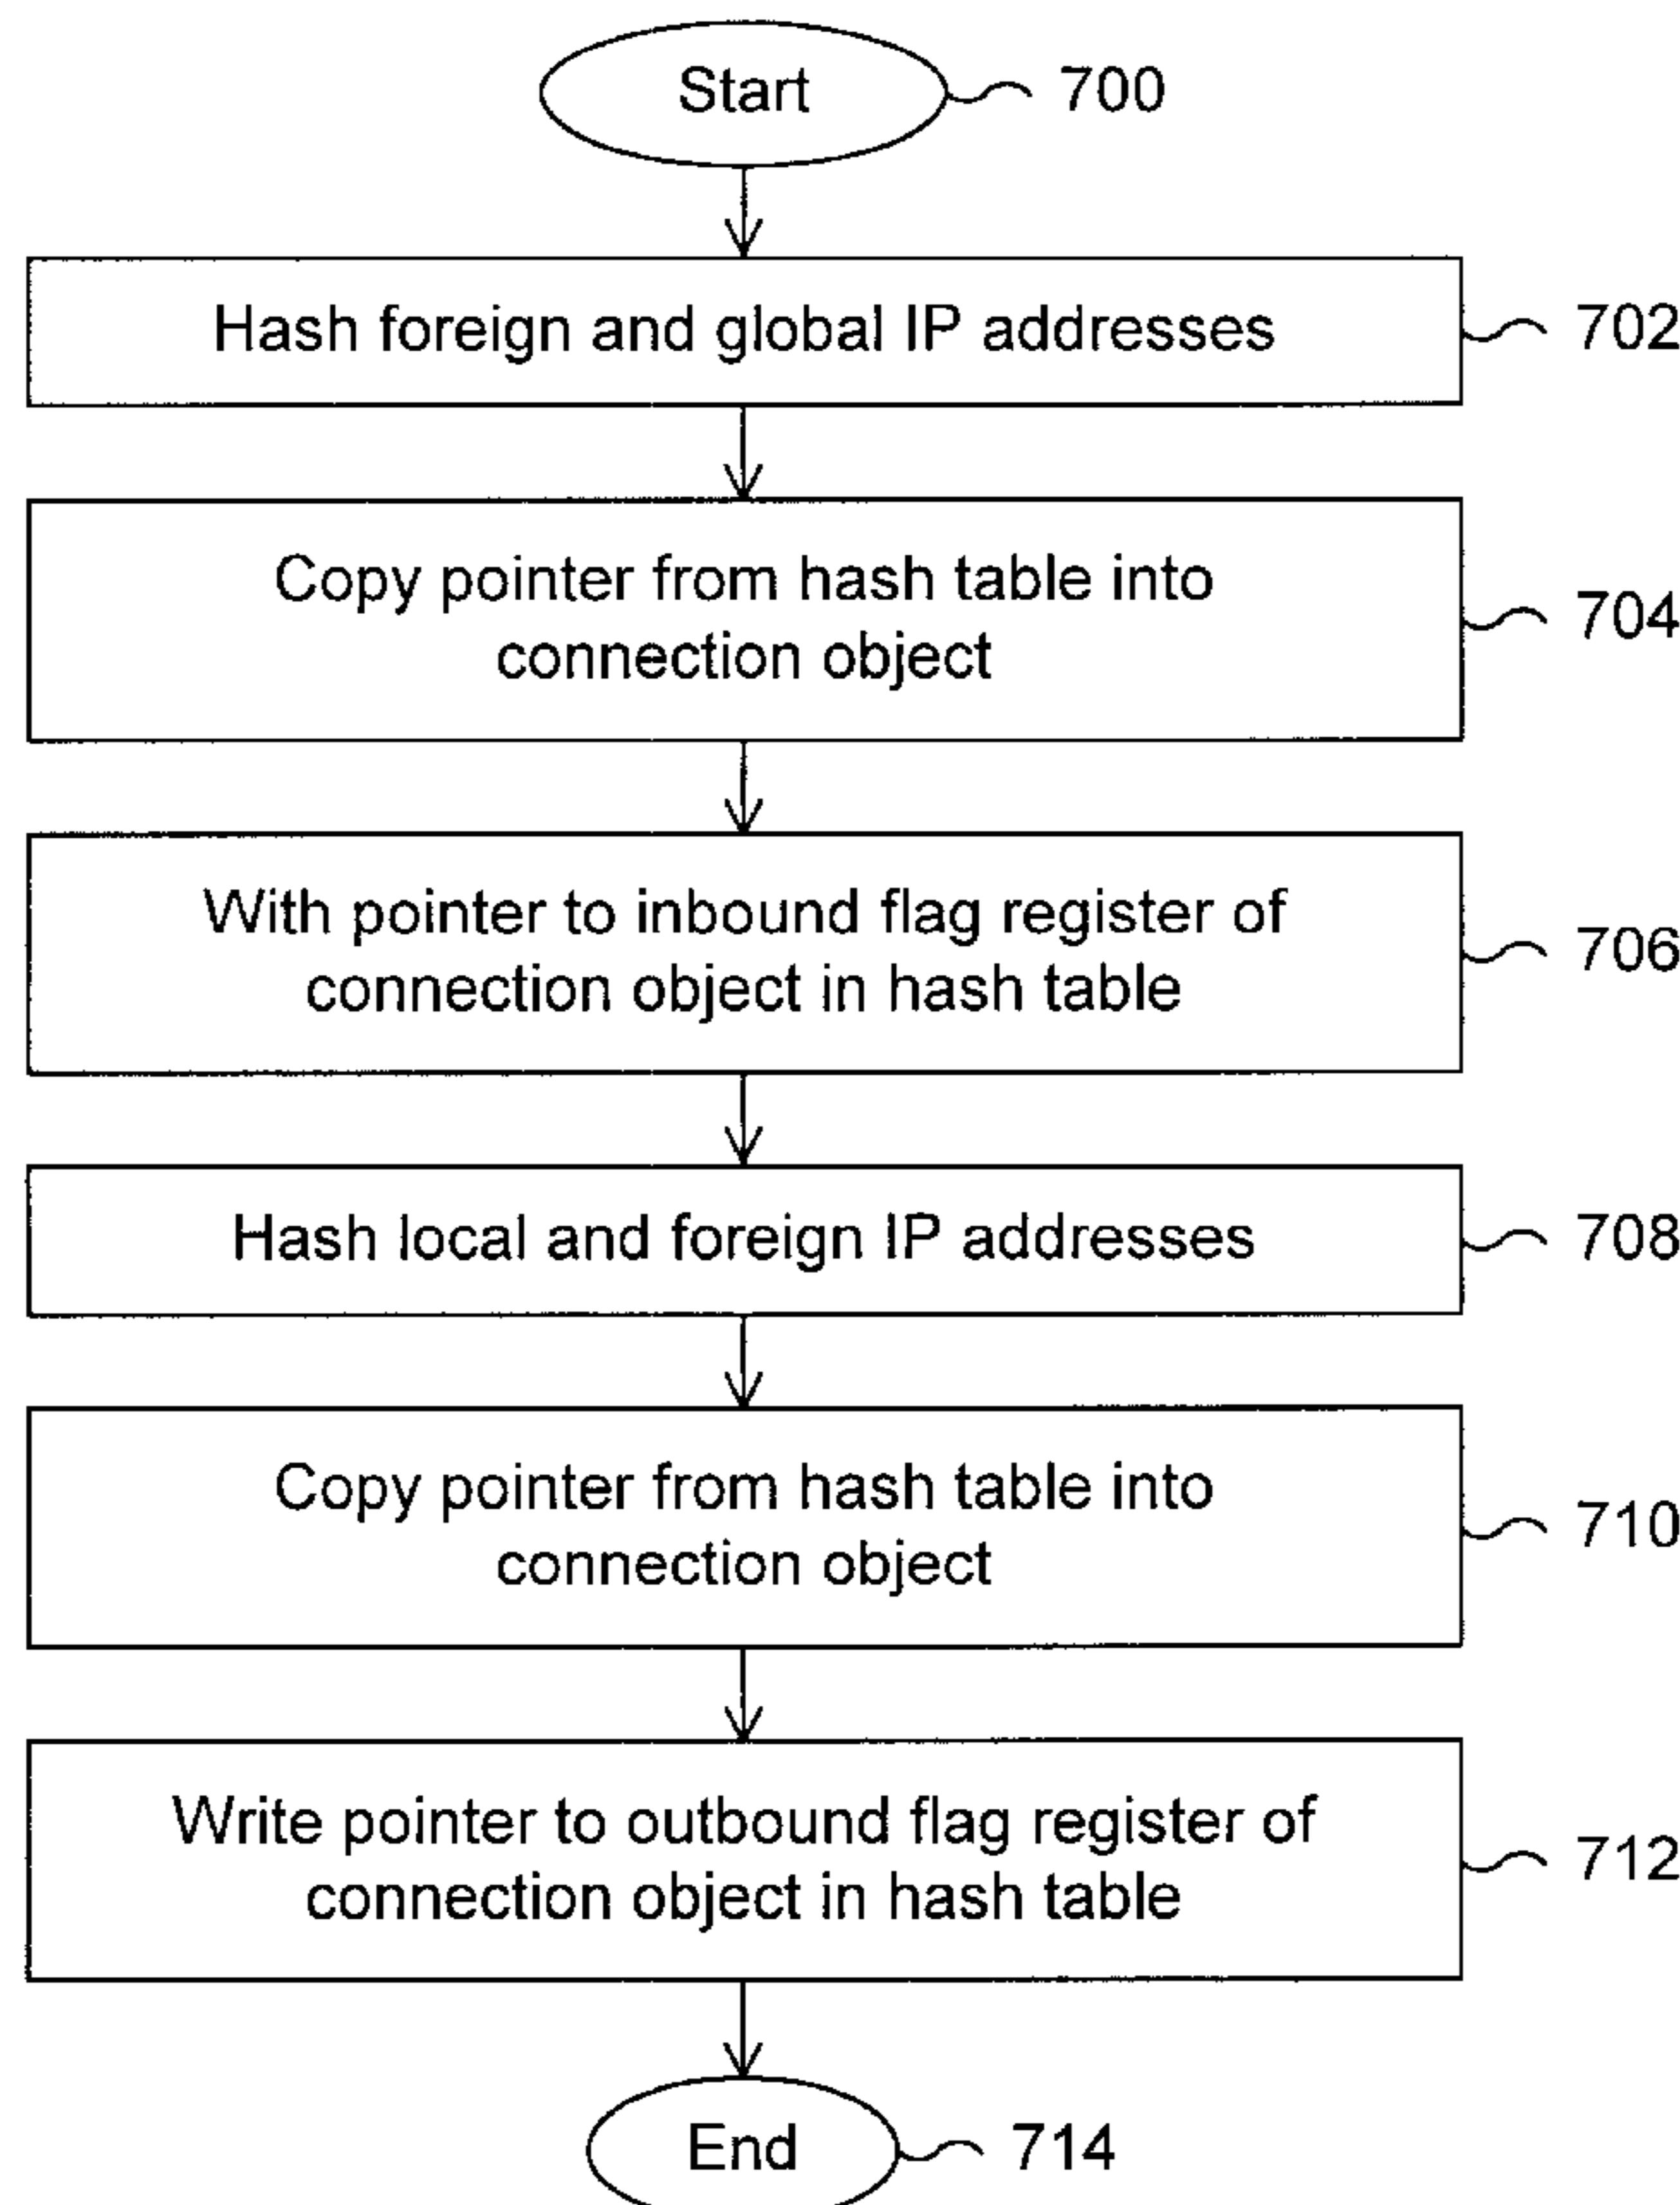 Start
700
Hash foreign and global IP addresses
702
Copy pointer from hash table into
connection object
704
With pointer to inbound flag register of
connection object in hash table
706
Hash local and foreign IP addresses
708
Copy pointer from hash table into
connection object
710
Write pointer to outbound flag register of
connection object in hash table
712
End
714